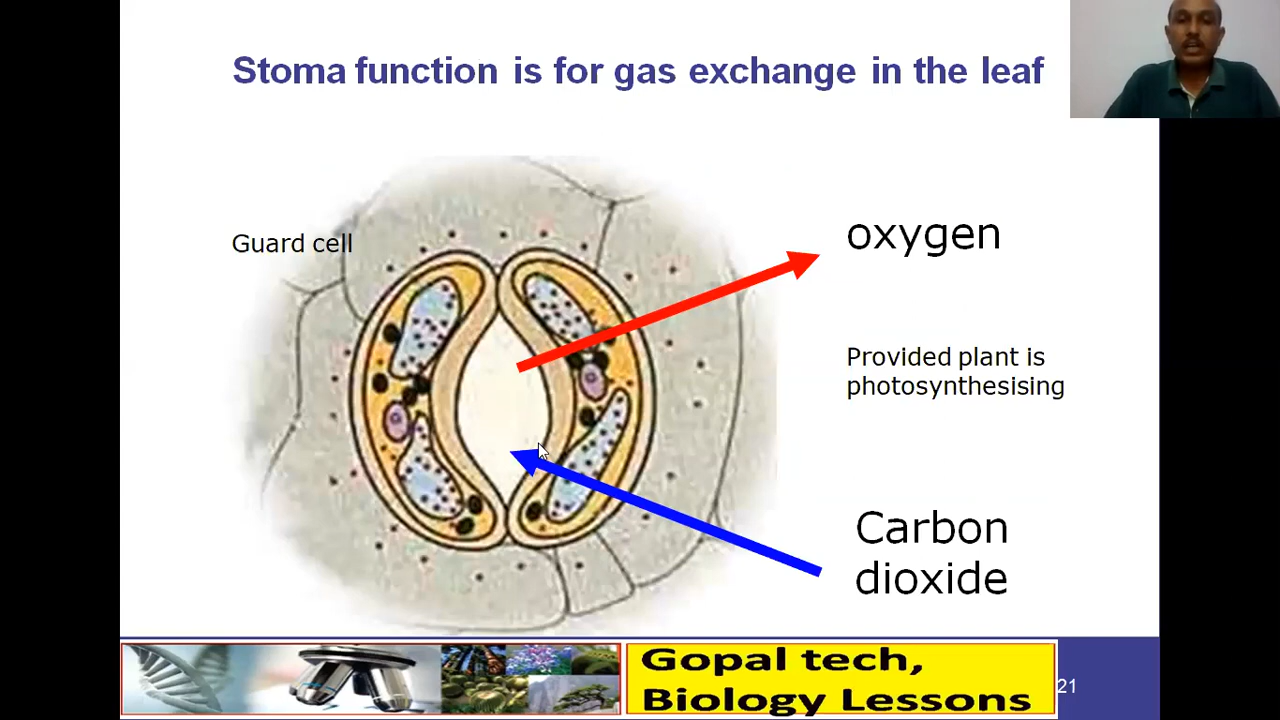 Stoma function is for gas exchange in the leaf
Guard cell
oxygen
Provided plant is
photosynthesising
Carbon
dioxide
Gopal tech,
Biology Lessons
21